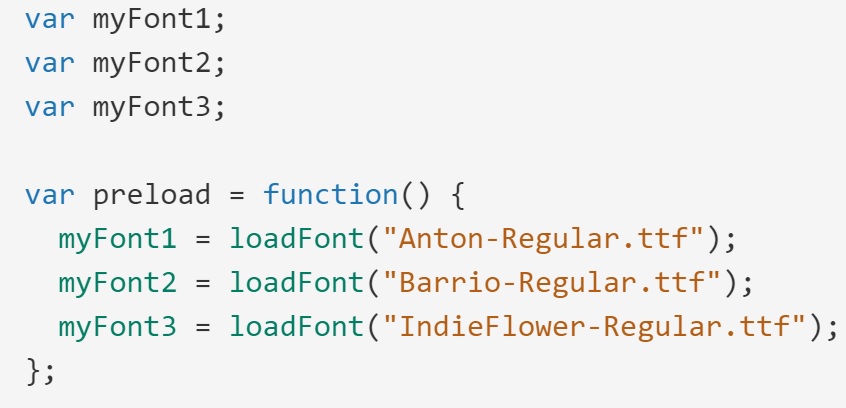 var myFont1;
var myFont2;
var myFont3;

var preload = function() {
  myFont1 = loadFont("Anton-Regular.ttf");
  myFont2 = loadFont("Barrio-Regular.ttf");
  myFont3 = loadFont("IndieFlower-Regular.ttf");
};